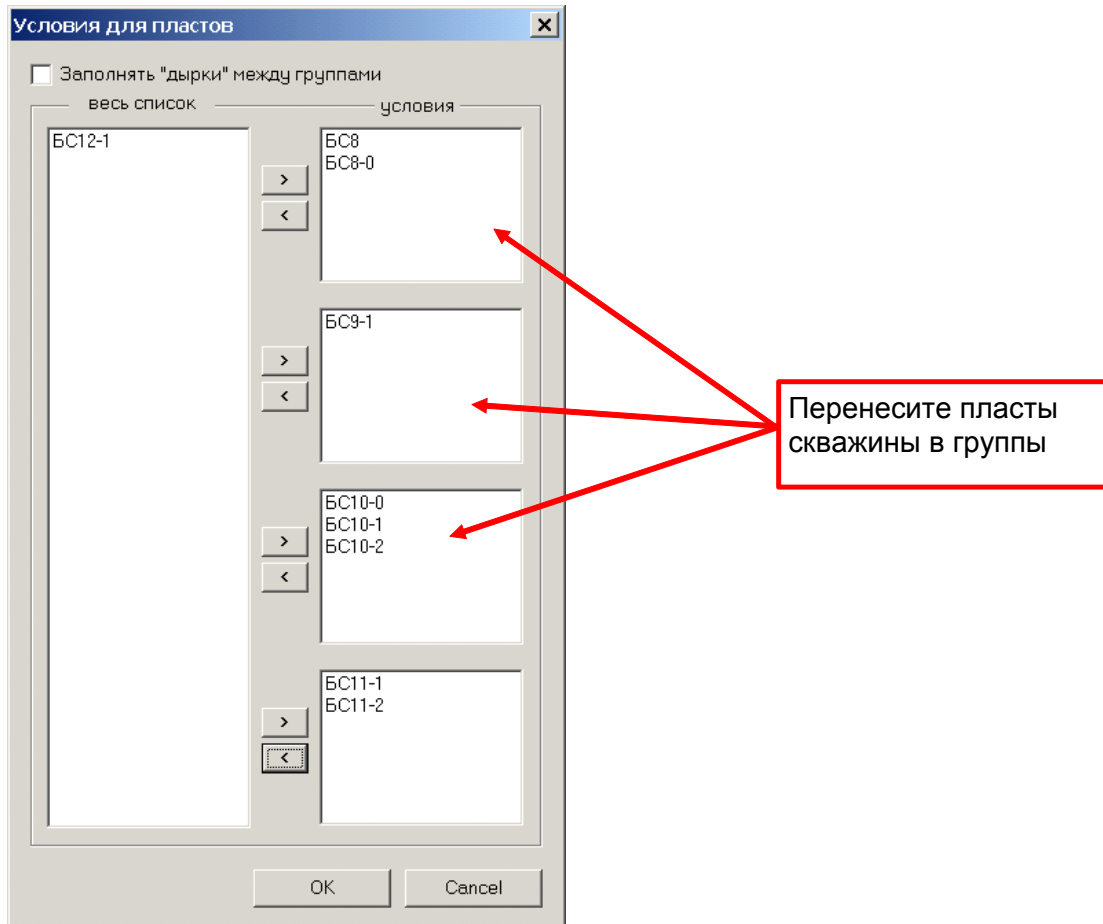 Условия для пластов
Заполнять "дырки" между группами
весь список
условия
БС12-1
>
<
БС8
БС8-0
>
<
БС9-1
>
<
БС10-0
БС10-1
БС10-2
>
<
БС11-1
БС11-2
OK
Cancel
Перенесите пласты
скважины в группы